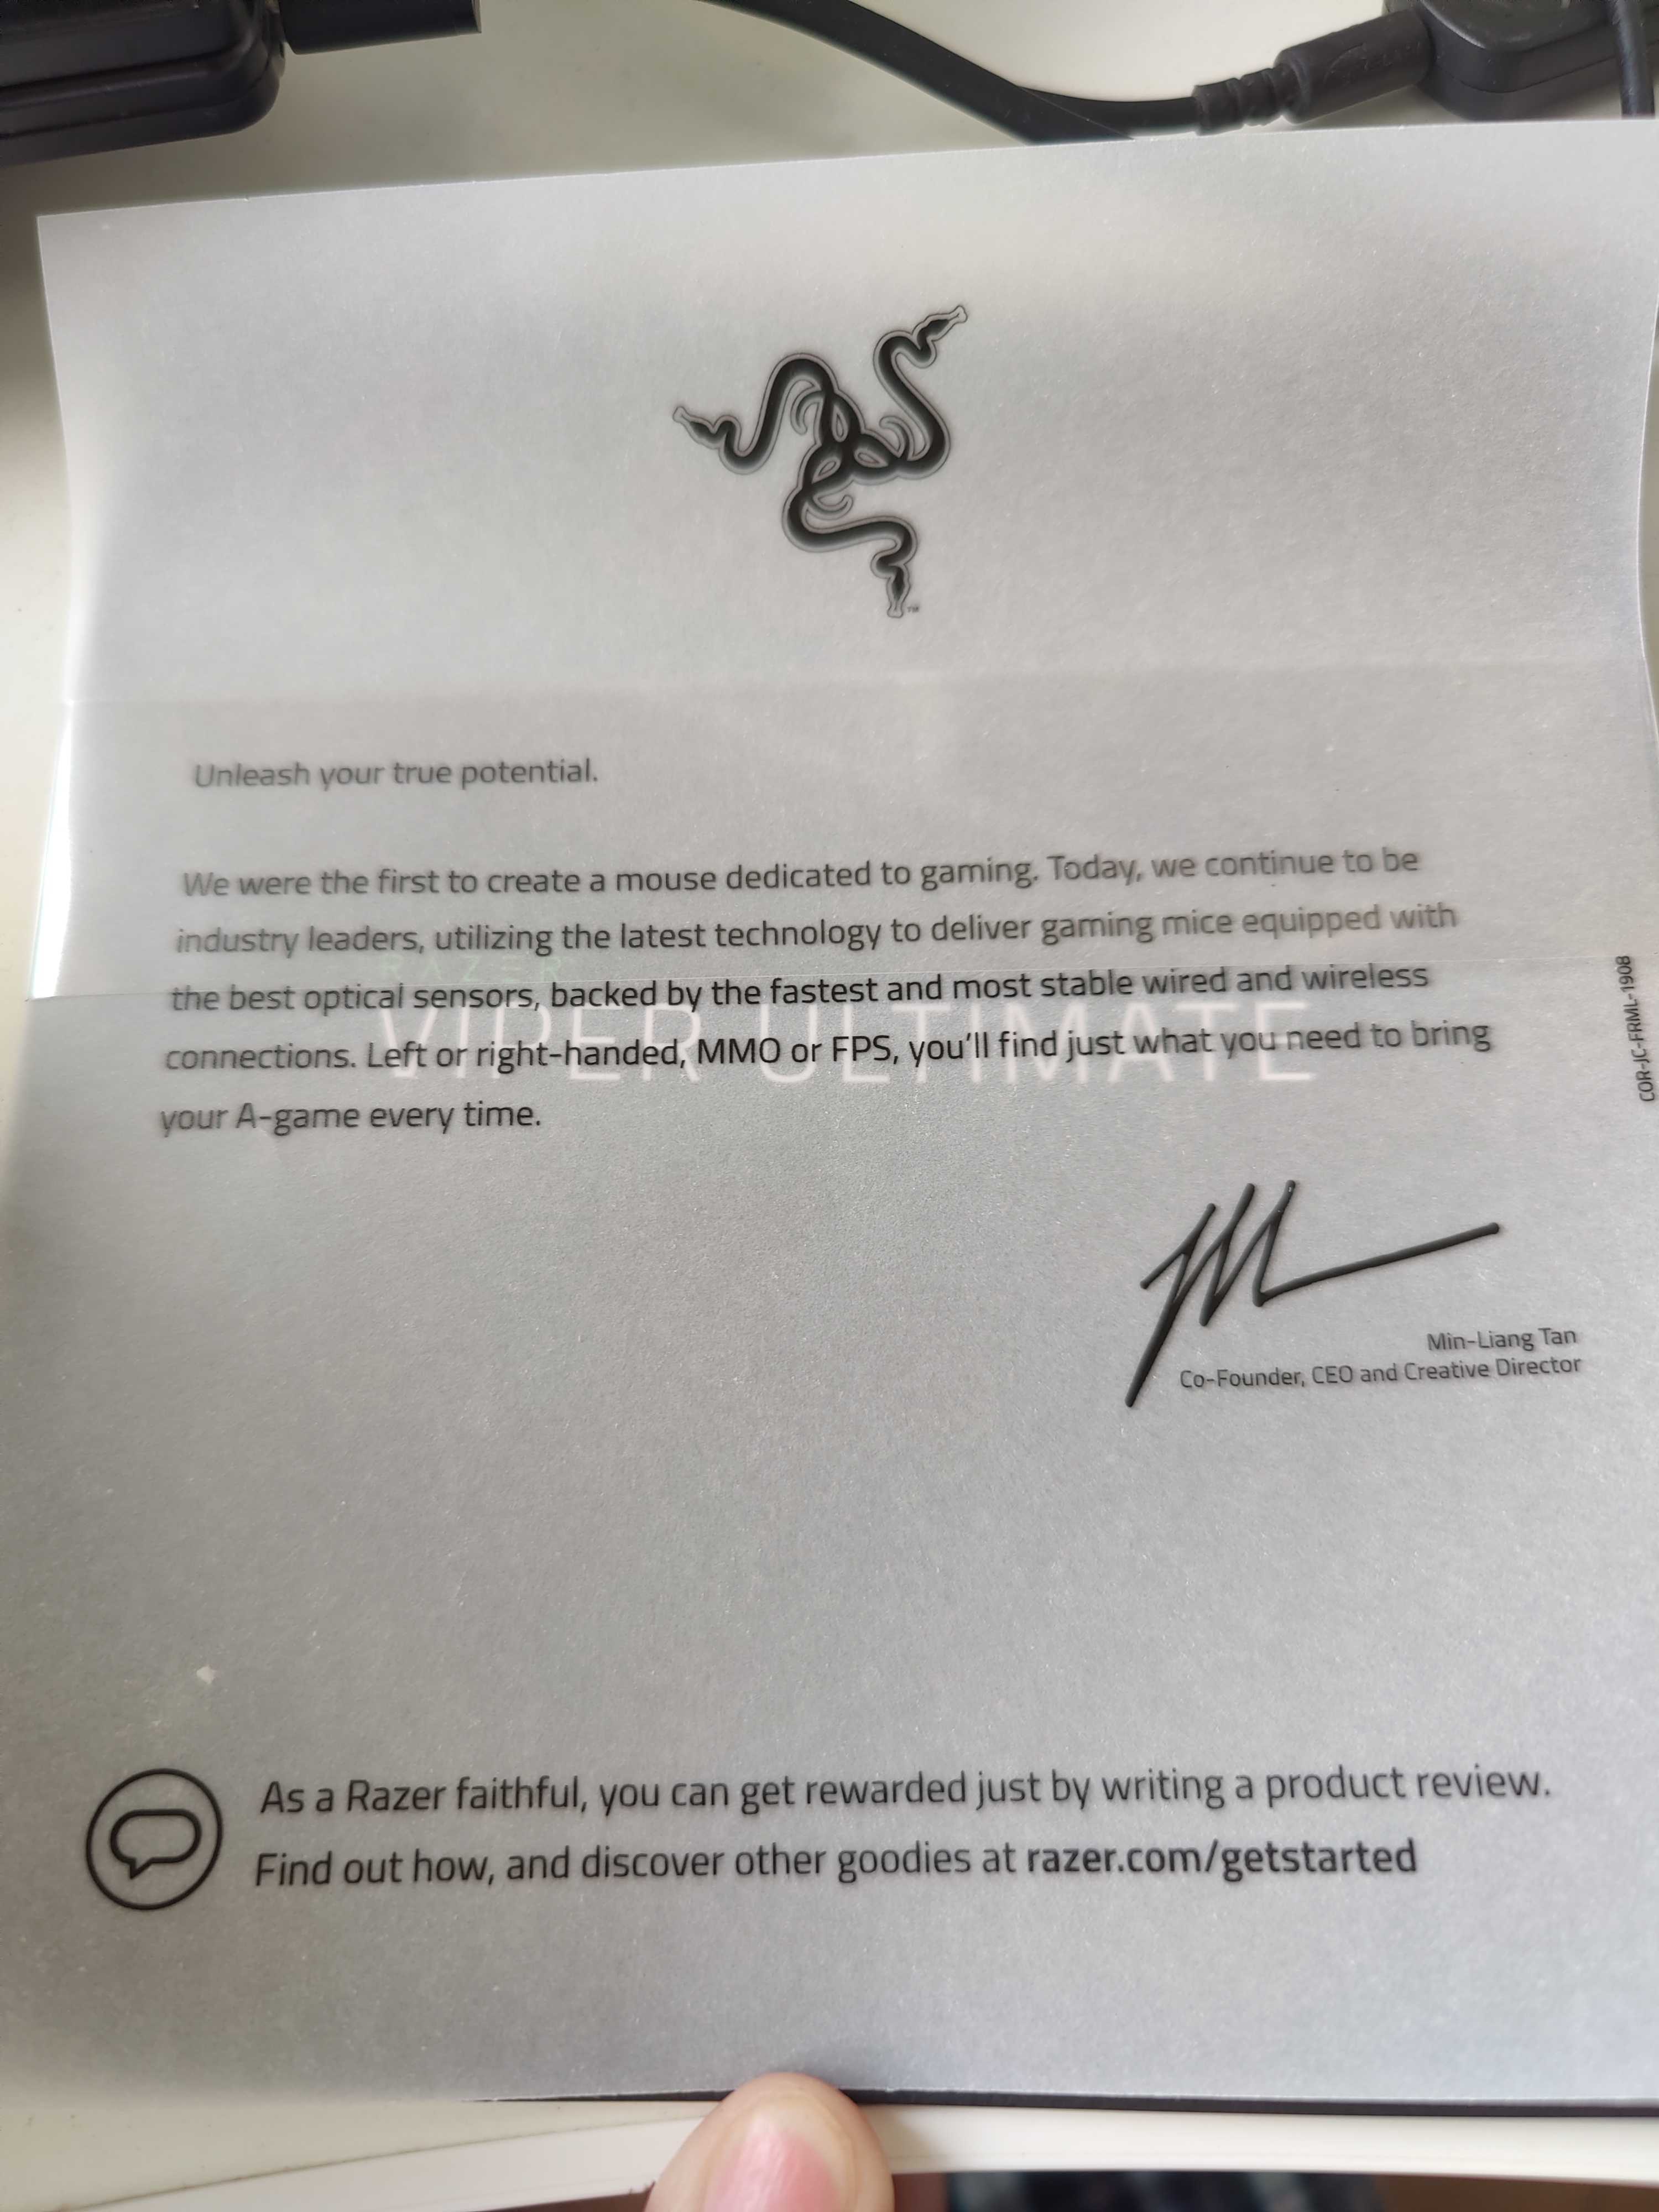 Unleash your true potential.
We were the first to create a mouse dedicated to gaming. Today, we continue to be
industry leaders, utilizing the latest technology to deliver gaming mice equipped with
the best optical sensors, backed by the fastest and most stable wired and wireless
connections. Left or right-handed, MMO or FPS, you'll find just what you need to bring
your A-game every time.
RAZER
VIPER ULTIMATE
COR-JC-FRML-1908
Min-Liang Tan
Co-Founder, CEO and Creative Director
As a Razer faithful, you can get rewarded just by writing a product review.
Find out how, and discover other goodies at razer.com/getstarted